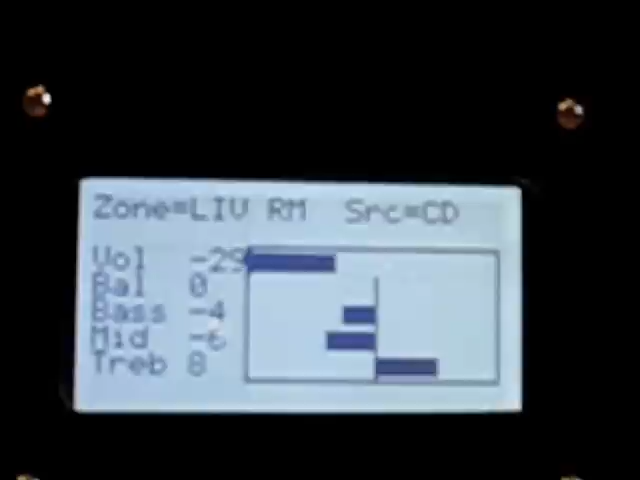 Zone=LIV RM Src=CD
Vol -29
Bal 0
Bass -4
Mid -6
Treb 8